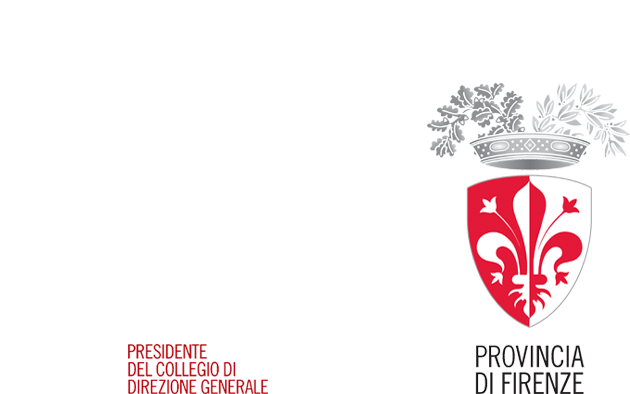 PRESIDENTE
DEL COLLEGIO DI
DIREZIONE GENERALE
PROVINCIA
DI FIRENZE